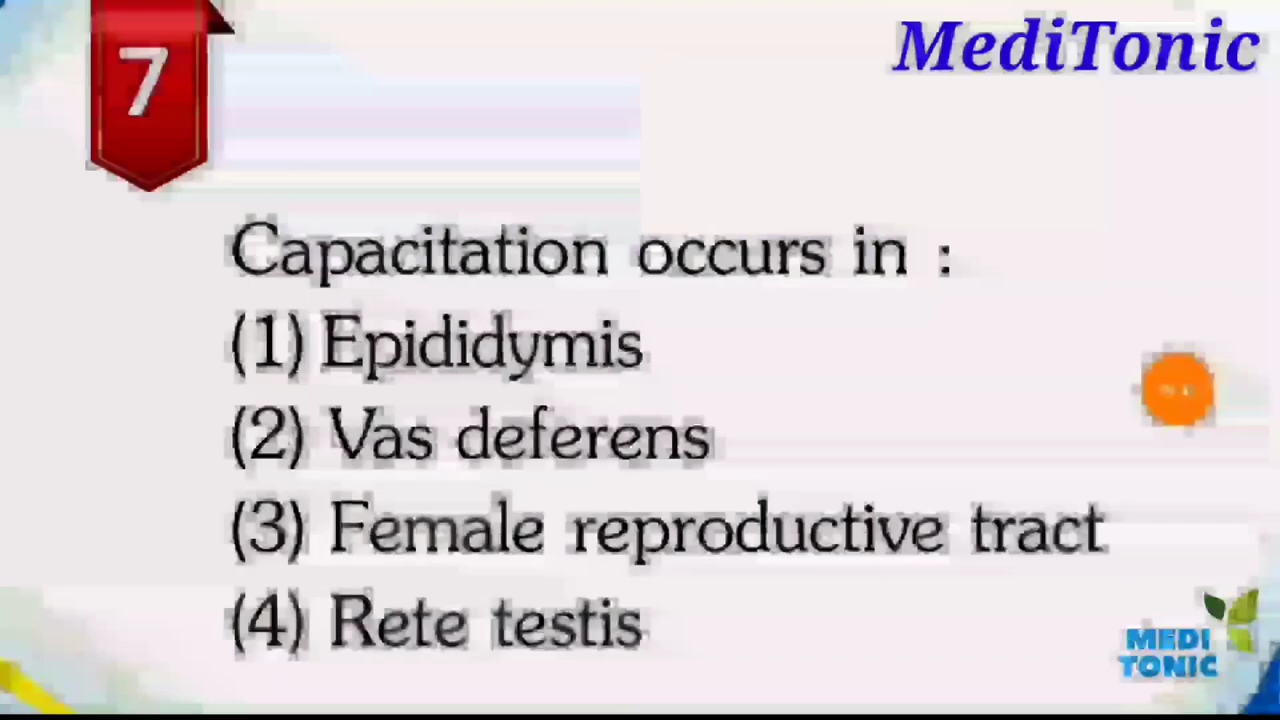 7
MediTonic
Capacitation occurs in :
(1) Epididymis
(2) Vas deferens
(3) Female reproductive tract
(4) Rete testis
MEDI
TONIC